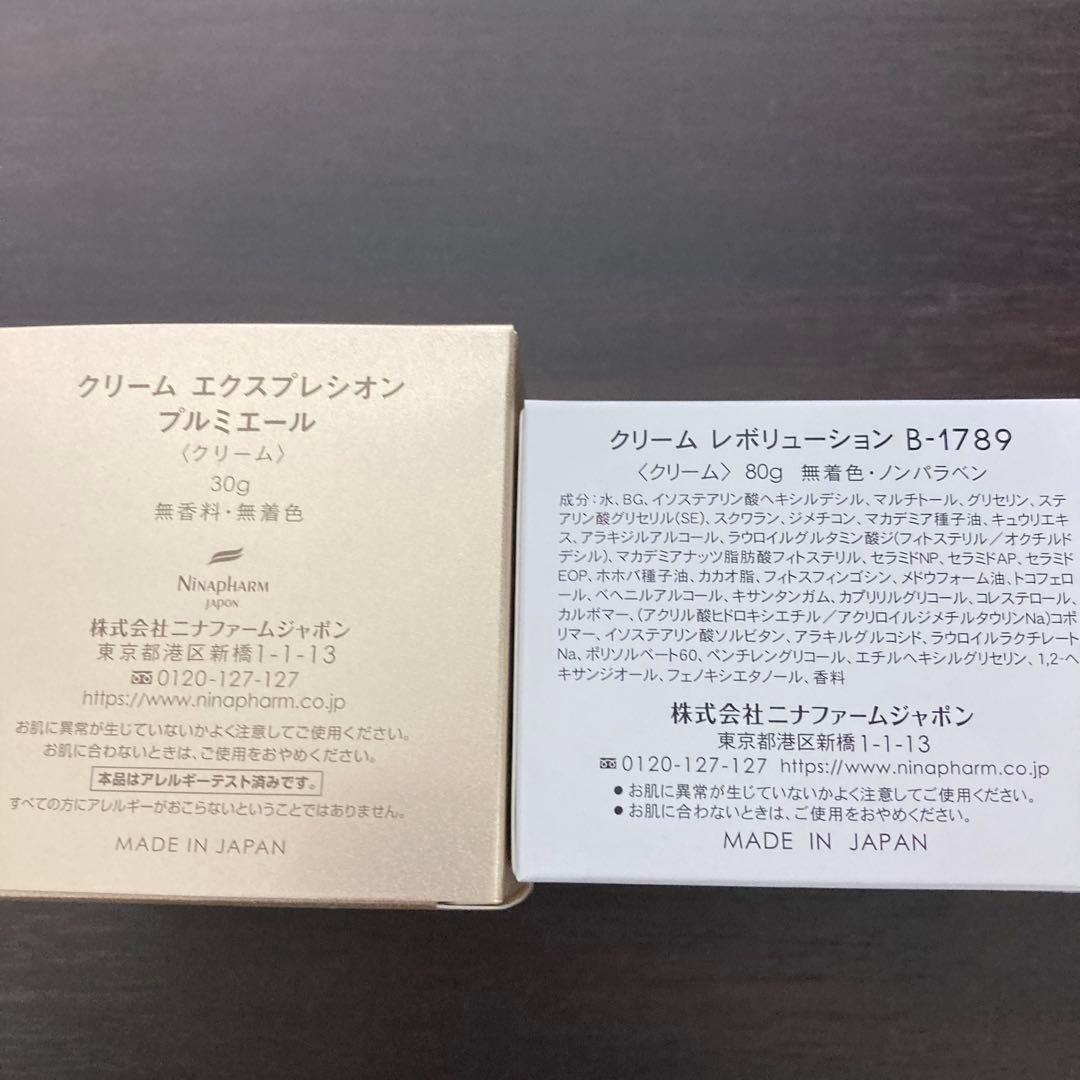 クリーム エクスプレシオン
プルミエール
〈クリーム〉
30g
無香料・無着色
NINAPHARM
JAPON
株式会社ニナファームジャポン
東京都港区新橋1-1-13
0120-127-127
https://www.ninapharm.co.jp
お肌に異常が生じていないかよく注意してご使用ください。
お肌に合わないときは、ご使用をおやめください。
本品はアレルギーテスト済みです。
すべての方にアレルギーがおこらないということではありません。
MADE IN JAPAN
クリーム レボリューション B-1789
〈クリーム〉 80g 無着色・ノンパラベン
成分:水、BG、イソステアリン酸ヘキシルデシル、マルチトール、グリセリン、ステ
アリン酸グリセリル(SE)、スクワラン、ジメチコン、マカデミア種子油、キュウリエキ
ス、アラキジルアルコール、ラウロイルグルタミン酸ジ(フィトステリル/オクチルド
デシル)、マカデミアナッツ脂肪酸フィトステリル、セラミドNP、セラミドAP、セラミド
EOP、ホホバ種子油、カカオ脂、フィトスフィンゴシン、メドウフォーム油、トコフェロ
ール、ベヘニルアルコール、キサンタンガム、カプリリルグリコール、コレステロール、
カルボマー、(アクリル酸ヒドロキシエチル/アクリロイルジメチルタウリンNa)コポ
リマー、イソステアリン酸ソルビタン、アラキルグルコシド、ラウロイルラクチレート
Na、ポリソルベート60、ペンチレングリコール、エチルヘキシルグリセリン、1,2-ヘ
キサンジオール、フェノキシエタノール、香料
株式会社ニナファームジャポン
東京都港区新橋1-1-13
0120-127-127 https://www.ninapharm.co.jp
● お肌に異常が生じていないかよく注意してご使用ください。
● お肌に合わないときは、ご使用をおやめください。
MADE IN JAPAN